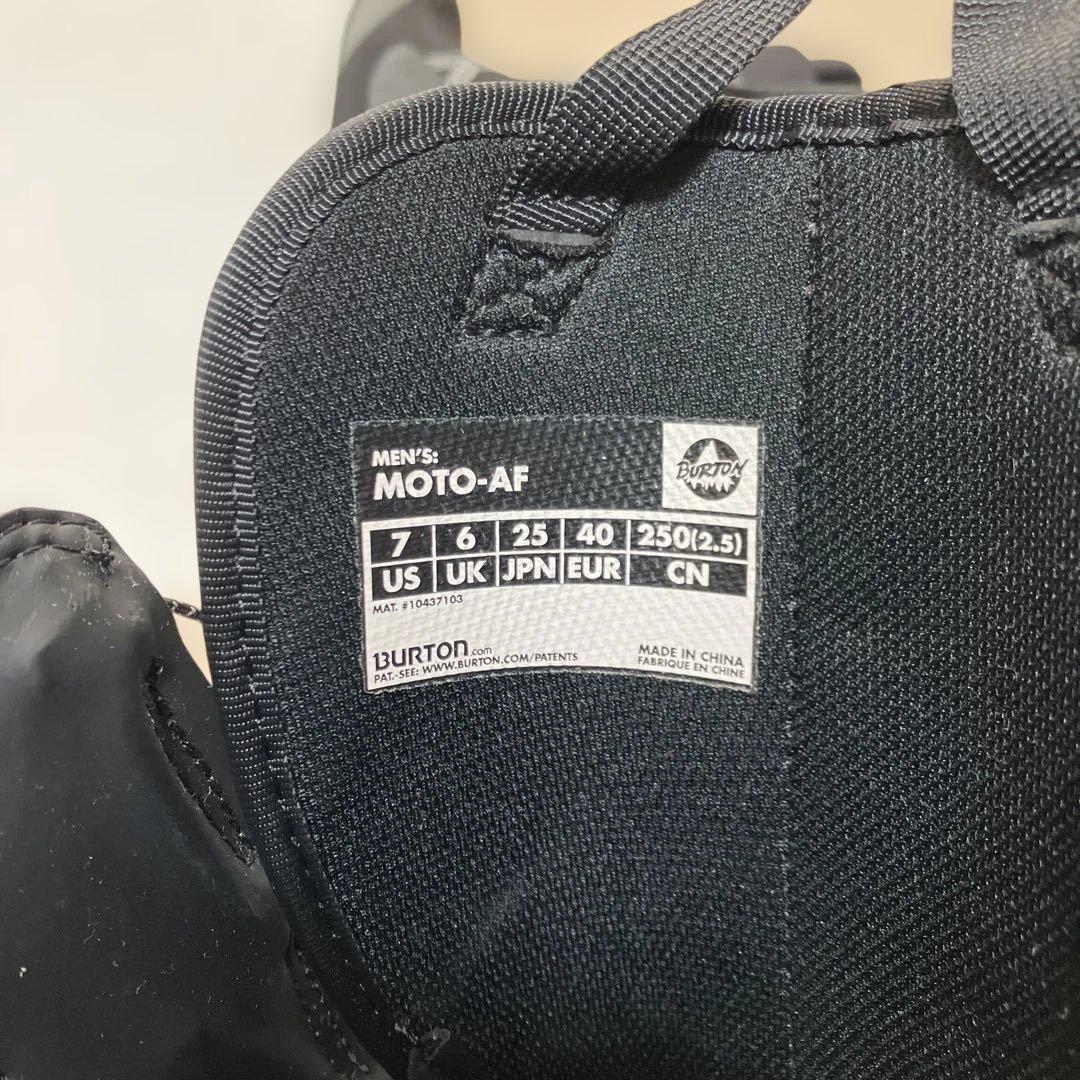 MEN'S:
MOTO-AF
BURTON
7 6 25 40 250(2.5)
US UK JPN EUR CN
MAT. #10437103
BURTON.com
PAT.-SEE: WWW.BURTON.COM/PATENTS
MADE IN CHINA
FABRIQUE EN CHINE